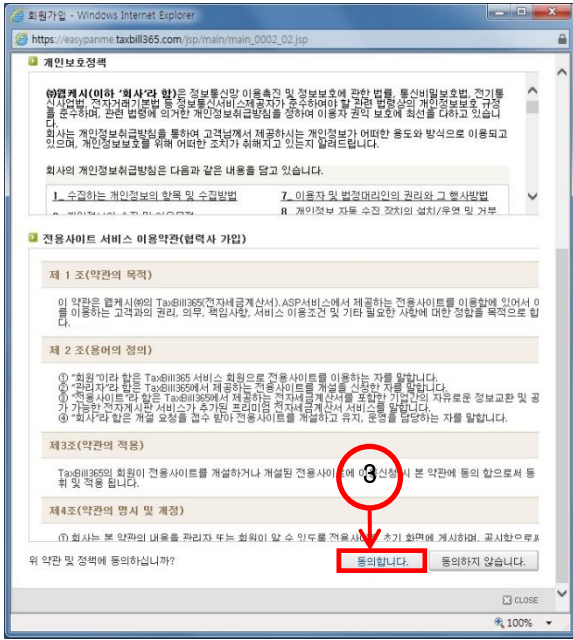 회원가입 - Windows Internet Explorer
https://easypanme.taxbill365.com/jsp/main/main_0002_02.jsp
개인보호정책
㈜웹케시(이하 '회사'라 함)은 정보통신망 이용촉진 및 정보보호에 관한 법률, 통신비밀보호법, 전기통
신사업법, 전자거래기본법 등 정보통신서비스제공자가 준수하여야 할 관련 법령상의 개인정보보호 규정
을 준수하며, 관련 법령에 의거한 개인정보취급방침을 정하여 이용자 권익 보호에 최선을 다하고 있습니
다.
회사는 개인정보취급방침을 통하여 고객님께서 제공하시는 개인정보가 어떠한 용도와 방식으로 이용되고
있으며, 개인정보보호를 위해 어떠한 조치가 취해지고 있는지 알려드립니다.
회사의 개인정보취급방침은 다음과 같은 내용을 담고 있습니다.
1_ 수집하는 개인정보의 항목 및 수집방법 7_ 이용자 및 법정대리인의 권리와 그 행사방법
8_ 개인정보 자동 수집 장치의 설치/운영 및 거부
전용사이트 서비스 이용약관(협력사 가입)
제 1 조(약관의 목적)
이 약관은 웹케시㈜의 TaxBill365(전자세금계산서).ASP서비스에서 제공하는 전용사이트를 이용함에 있어서 이
를 이용하는 고객과의 권리, 의무, 책임사항, 서비스 이용조건 및 기타 필요한 사항에 대한 정함을 목적으로 합
다.
제 2 조(용어의 정의)
① "회원"이라 함은 TaxBill365 서비스 회원으로 전용사이트를 이용하는 자를 말합니다.
② "관리자"라 함은 TaxBill365에서 제공하는 전용사이트를 개설을 신청한 자를 말합니다.
③ "전용사이트"라 함은 TaxBill365에서 제공하는 전자세금계산서를 포함한 기업간의 자유로운 정보교환 및 공
가 가능한 전자게시판 서비스가 추가된 프리미엄 전자세금계산서 서비스를 말합니다.
④ "회사"라 함은 개설 요청을 접수 받아 전용사이트를 개설하고 유지, 운영을 담당하는 자를 말합니다.
제3조(약관의 적용)
TaxBill365의 회원이 전용사이트를 개설하거나 개설된 전용사이트에 이용신청 시 본 약관에 동의 함으로써 동
휘 및 적용 됩니다.
3
제4조(약관의 명시 및 개정)
① 회사는 본 약관의 내용을 관리자 또는 회원이 알 수 있도록 전용사이트 초기 화면에 게시하며, 공시함으로써
위 약관 및 정책에 동의하십니까? 동의합니다. 동의하지 않습니다.
CLOSE
100%